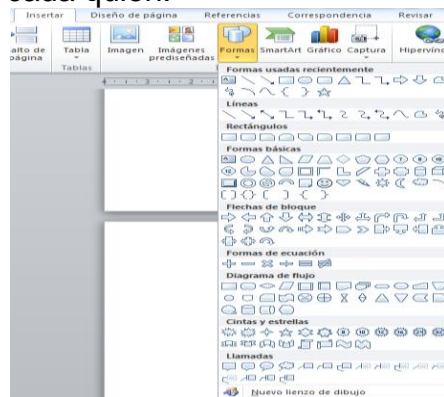 Insertar Diseño de página Referencias Correspondencia Revisar
alto de página Tabla Imagen Imágenes prediseñadas Formas SmartArt Gráfico Captura
Tablas
Formas usadas recientemente
Líneas
Rectángulos
Formas básicas
Flechas de bloque
Formas de ecuación
Diagrama de flujo
Cintas y estrellas
Llamadas
Nuevo lienzo de dibujo